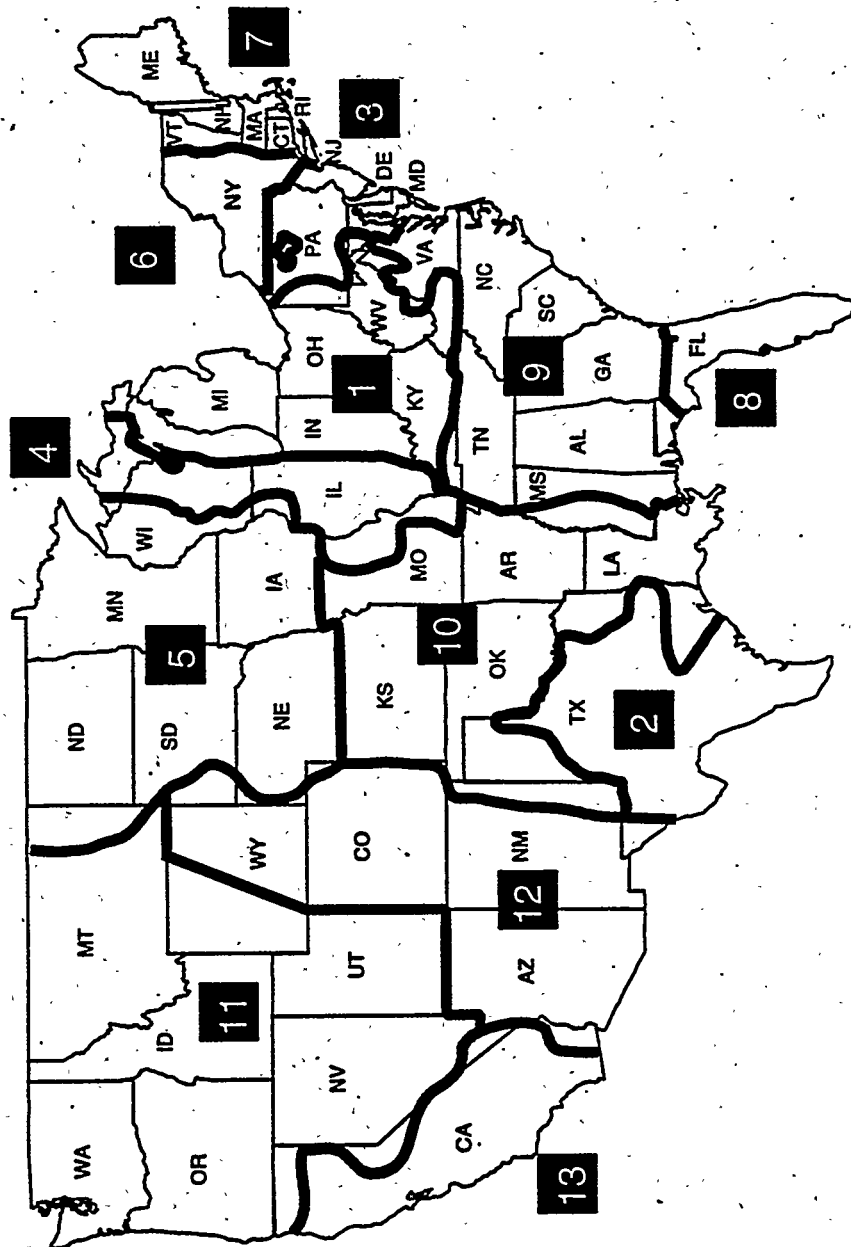 WA
MT
ND
MN
OR
ID
11
SD
5
WI
4
MI
6
NY
VT
NH
ME
MA
CT
RI
7
NV
UT
WY
NE
IA
IL
IN
OH
PA
NJ
3
CA
13
CO
KS
MO
1
KY
WV
DE
MD
VA
AZ
12
NM
10
OK
AR
TN
9
NC
SC
TX
2
LA
MS
AL
GA
FL
8